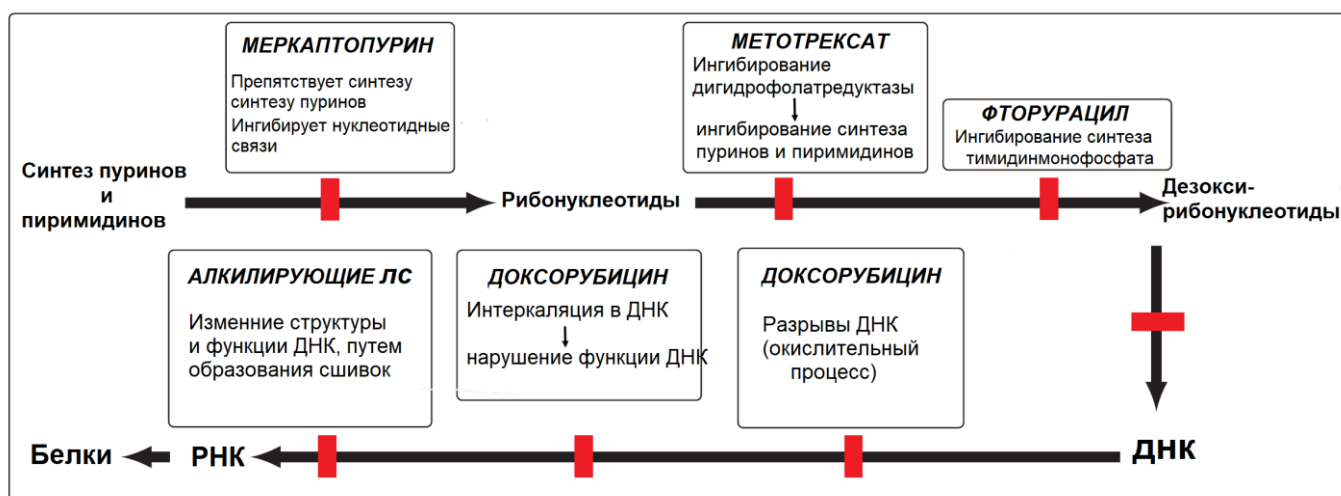 МЕРКАПТОПУРИН
Препятствует синтезу
синтезу пуринов
Ингибирует нуклеотидные
связи
МЕТОТРЕКСАТ
Ингибирование
дигидрофолатредуктазы
ингибирование синтеза
пуринов и пиримидинов
ФТОРУРАЦИЛ
Ингибирование синтеза
тимидинмонофосфата
Синтез пуринов
и
пиримидинов
Рибонуклеотиды
Дезокси-
рибонуклеотиды
АЛКИЛИРУЮЩИЕ ЛС
Изменние структуры
и функции ДНК, путем
образования сшивок
ДОКСОРУБИЦИН
Интеркаляция в ДНК
нарушение функции ДНК
ДОКСОРУБИЦИН
Разрывы ДНК
(окислительный
процесс)
Белки
РНК
ДНК